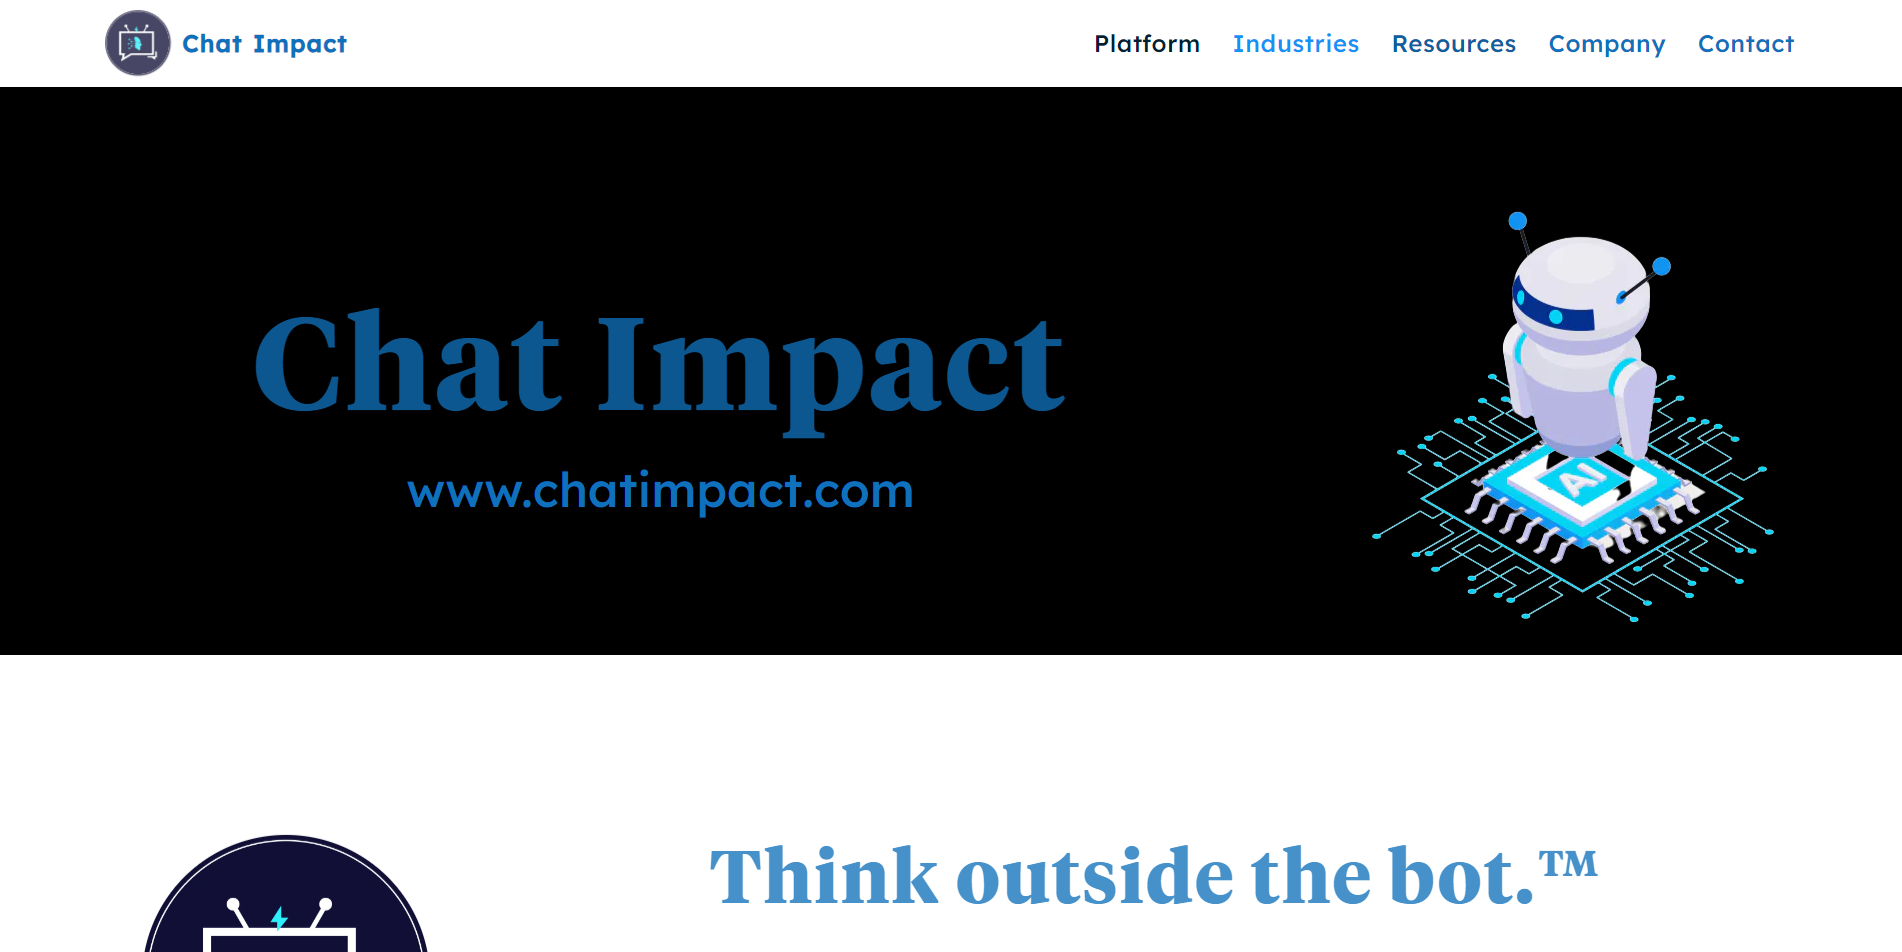 Chat Impact
Platform Industries Resources Company Contact
Chat Impact
www.chatimpact.com
AI
Think outside the bot.™